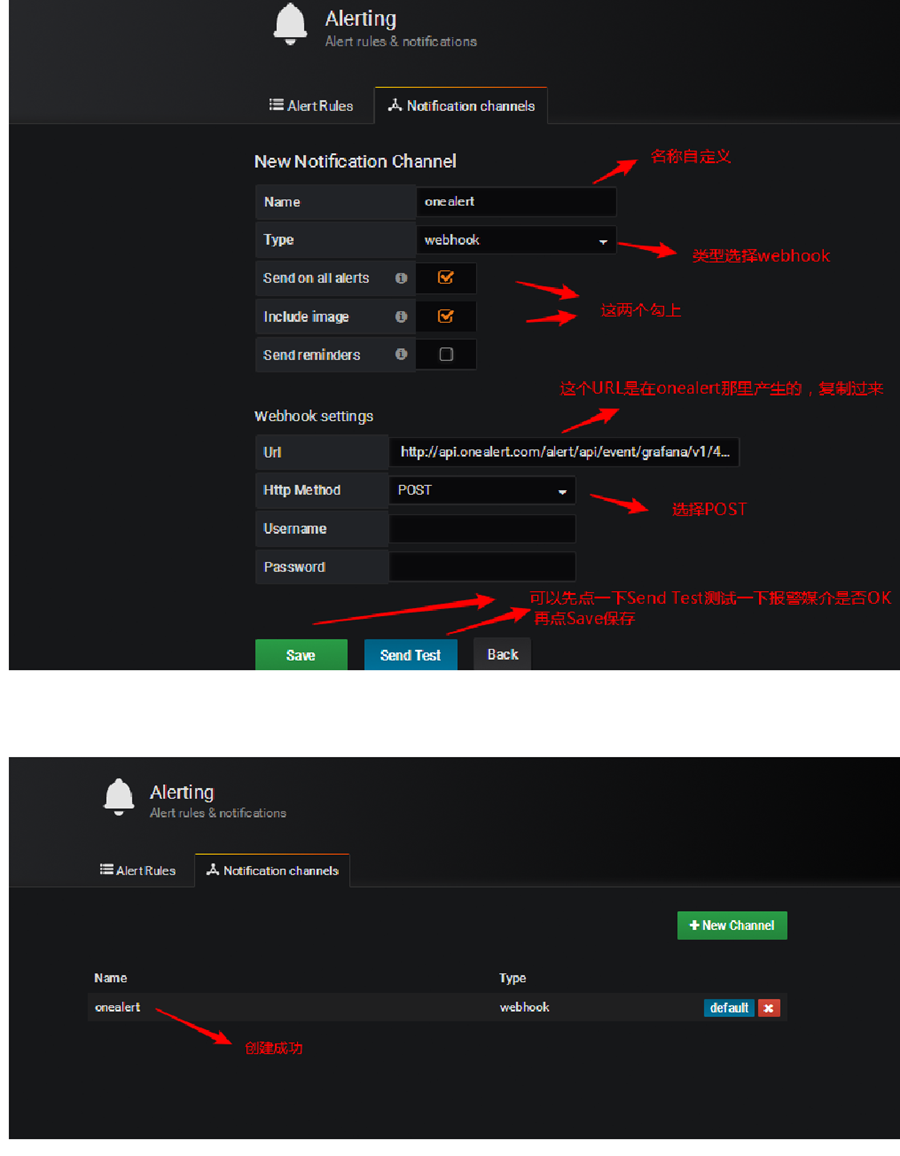 Alerting
Alert rules & notifications
Alert Rules
Notification channels
New Notification Channel
名称自定义
Name
onealert
Type
webhook
类型选择webhook
Send on all alerts
这两个勾上
Include image
Send reminders
这个URL是在onealert那里产生的，复制过来
Webhook settings
Url
http://api.onealert.com/alert/api/event/grafana/v1/4...
Http Method
POST
选择POST
Username
Password
可以先点一下Send Test测试一下报警媒介是否OK
再点Save保存
Save
Send Test
Back
Alerting
Alert rules & notifications
Alert Rules
Notification channels
New Channel
Name
Type
onealert
webhook
default
创建成功